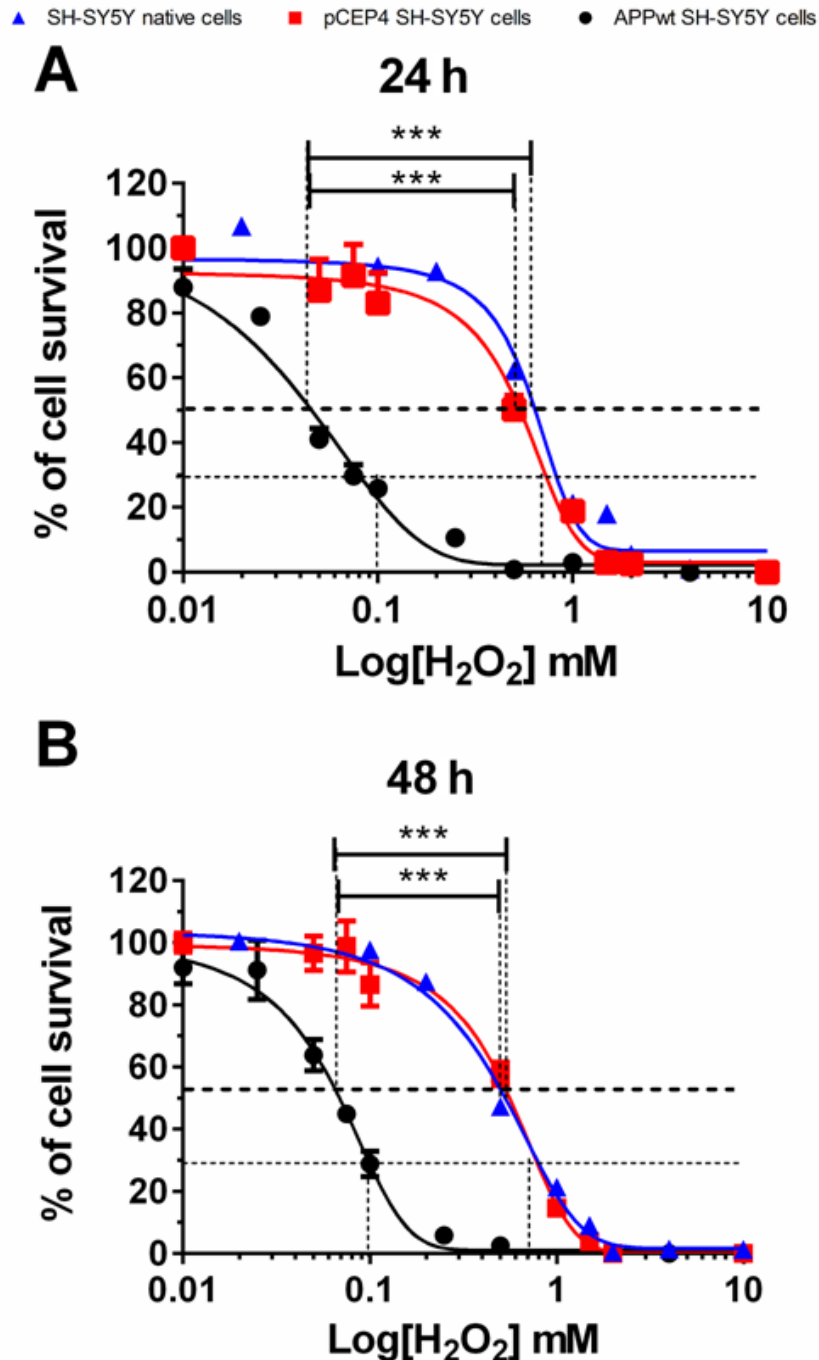 SH-SY5Y native cells pCEP4 SH-SY5Y cells APPwt SH-SY5Y cells
A
24 h
***
***
120
100
80
60
40
20
0
% of cell survival
0.01 0.1 1 10
Log[H₂O₂] mM
B
48 h
***
***
120
100
80
60
40
20
0
% of cell survival
0.01 0.1 1 10
Log[H₂O₂] mM